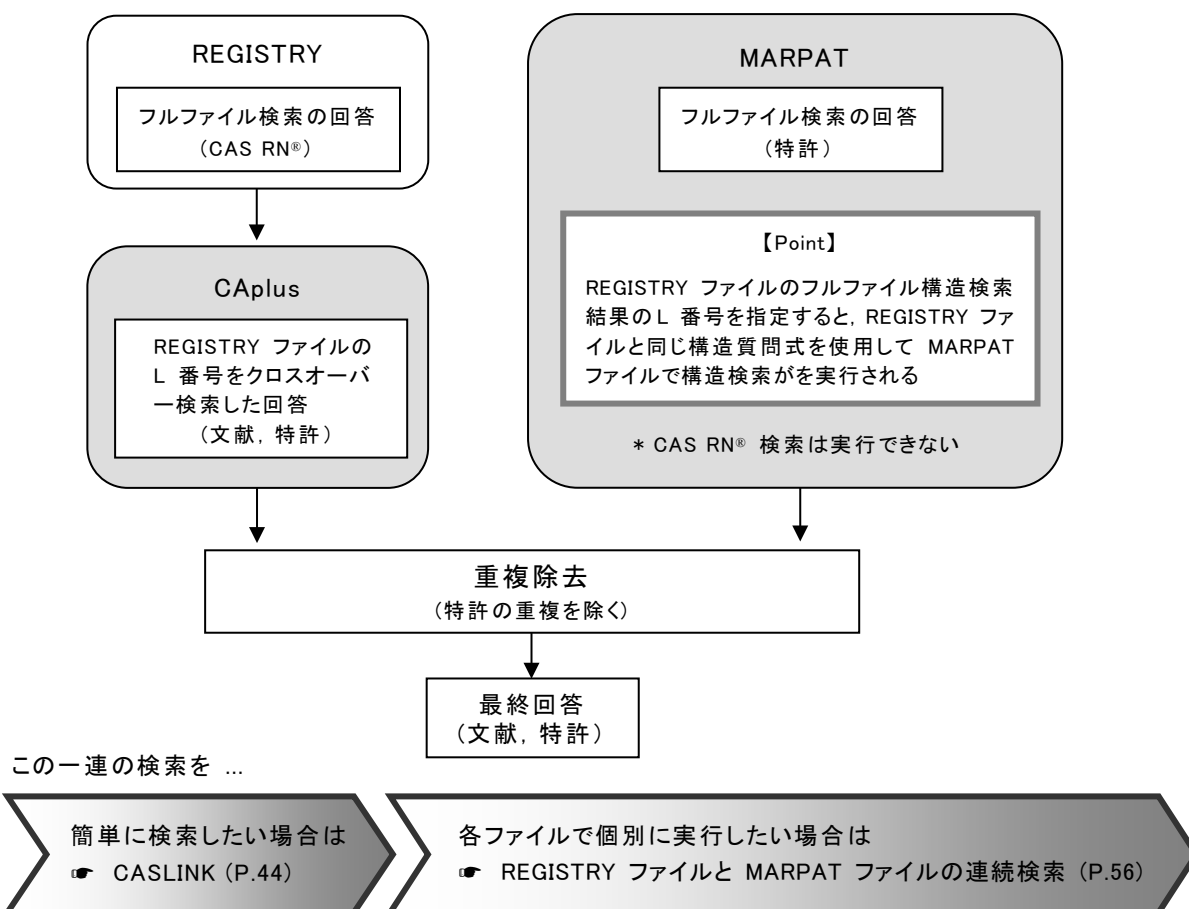 REGISTRY
フルファイル検索の回答
(CAS RN®)
CAplus
REGISTRY ファイルの
L 番号をクロスオーバ
ー検索した回答
(文献, 特許)
MARPAT
フルファイル検索の回答
(特許)
【Point】
REGISTRY ファイルのフルファイル構造検索
結果のL 番号を指定すると, REGISTRY ファ
イルと同じ構造質問式を使用して MARPAT
ファイルで構造検索がを実行される
* CAS RN® 検索は実行できない
重複除去
(特許の重複を除く)
最終回答
(文献, 特許)
この一連の検索を …
簡単に検索したい場合は
☛ CASLINK (P.44)
各ファイルで個別に実行したい場合は
☛ REGISTRY ファイルと MARPAT ファイルの連続検索 (P.56)